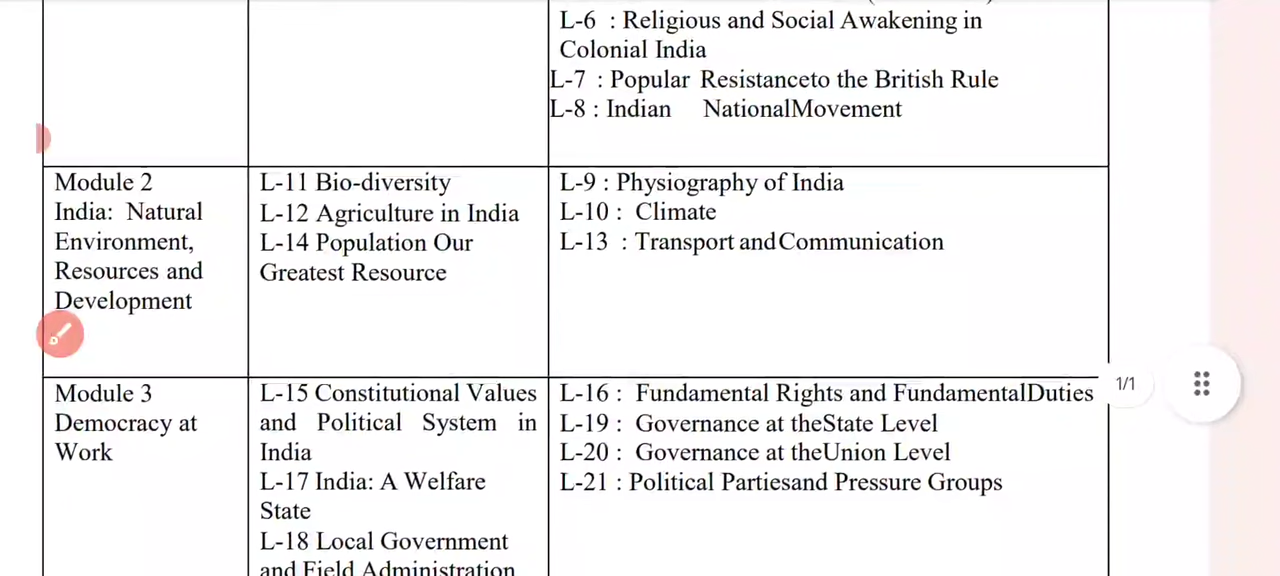 L-6 : Religious and Social Awakening in
Colonial India
L-7 : Popular Resistanceto the British Rule
L-8 : Indian NationalMovement
Module 2
India: Natural
Environment,
Resources and
Development
L-11 Bio-diversity
L-12 Agriculture in India
L-14 Population Our
Greatest Resource
L-9 : Physiography of India
L-10 : Climate
L-13 : Transport andCommunication
Module 3
Democracy at
Work
L-15 Constitutional Values
and Political System in
India
L-17 India: A Welfare
State
L-18 Local Government
and Field Administration
L-16 : Fundamental Rights and FundamentalDuties
L-19 : Governance at theState Level
L-20 : Governance at theUnion Level
L-21 : Political Partiesand Pressure Groups
1/1